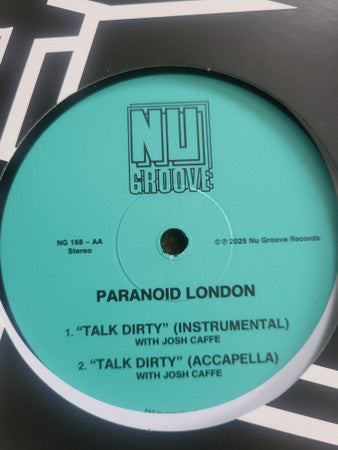 NU
GROOVE
NG 168 – AA
Stereo
©℗ 2025 Nu Groove Records
PARANOID LONDON
1. “TALK DIRTY” (INSTRUMENTAL)
WITH JOSH CAFFE
2. “TALK DIRTY” (ACCAPELLA)
WITH JOSH CAFFE